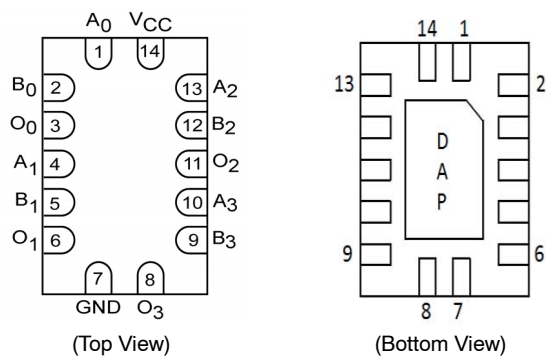 A0 VCC
1 14
B0 2 13 A2
O0 3 12 B2
A1 4 11 O2
B1 5 10 A3
O1 6 9 B3
7 8
GND O3
(Top View)
14 1
13 2
D
A
P
9 6
8 7
(Bottom View)